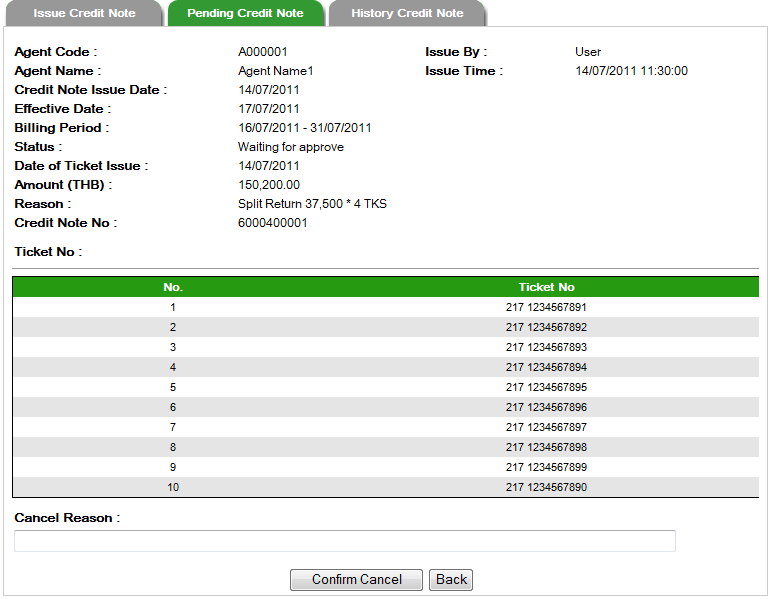 Issue Credit Note Pending Credit Note History Credit Note
Agent Code : A000001 Issue By : User
Agent Name : Agent Name1 Issue Time : 14/07/2011 11:30:00
Credit Note Issue Date : 14/07/2011
Effective Date : 17/07/2011
Billing Period : 16/07/2011 - 31/07/2011
Status : Waiting for approve
Date of Ticket Issue : 14/07/2011
Amount (THB) : 150,200.00
Reason : Split Return 37,500 * 4 TKS
Credit Note No : 6000400001
Ticket No :
No. Ticket No
1 217 1234567891
2 217 1234567892
3 217 1234567893
4 217 1234567894
5 217 1234567895
6 217 1234567896
7 217 1234567897
8 217 1234567898
9 217 1234567899
10 217 1234567890
Cancel Reason :
Confirm Cancel Back